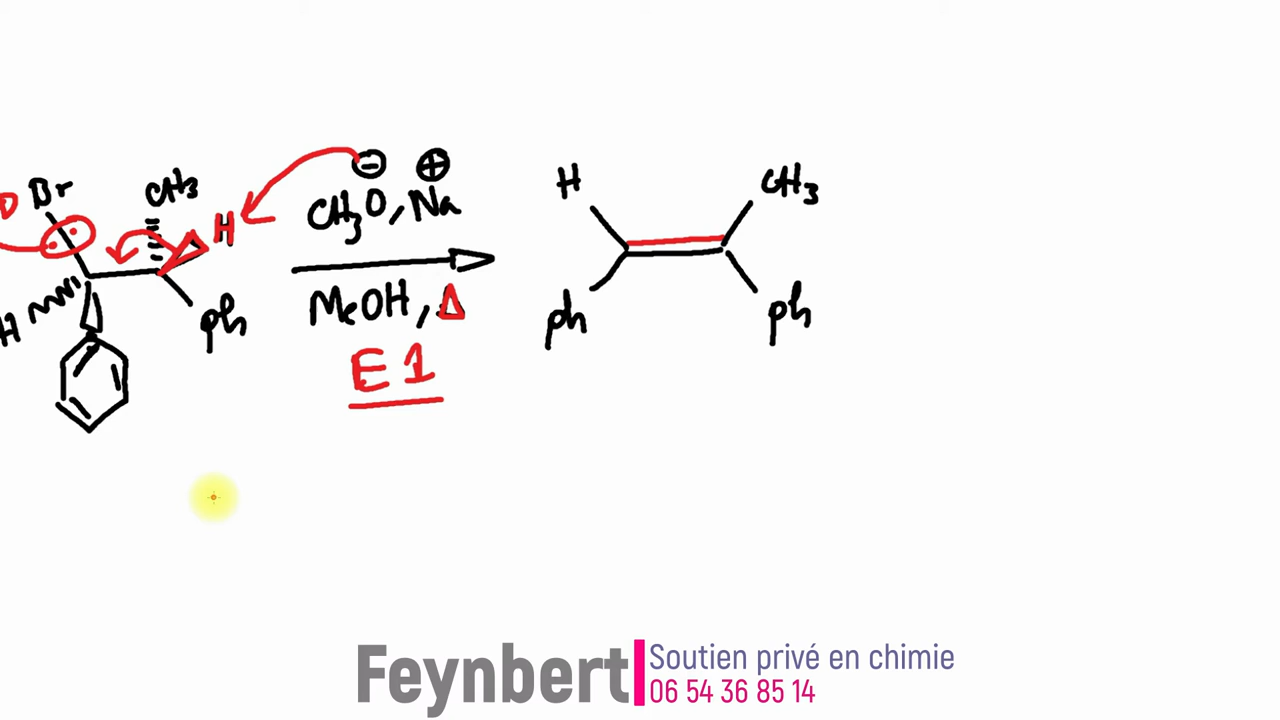 Br
CH3
H
⊖ ⊕
CH3O, Na
H
ph
MeOH, Δ
E1
H
CH3
ph
ph
Feynbert
Soutien privé en chimie
06 54 36 85 14